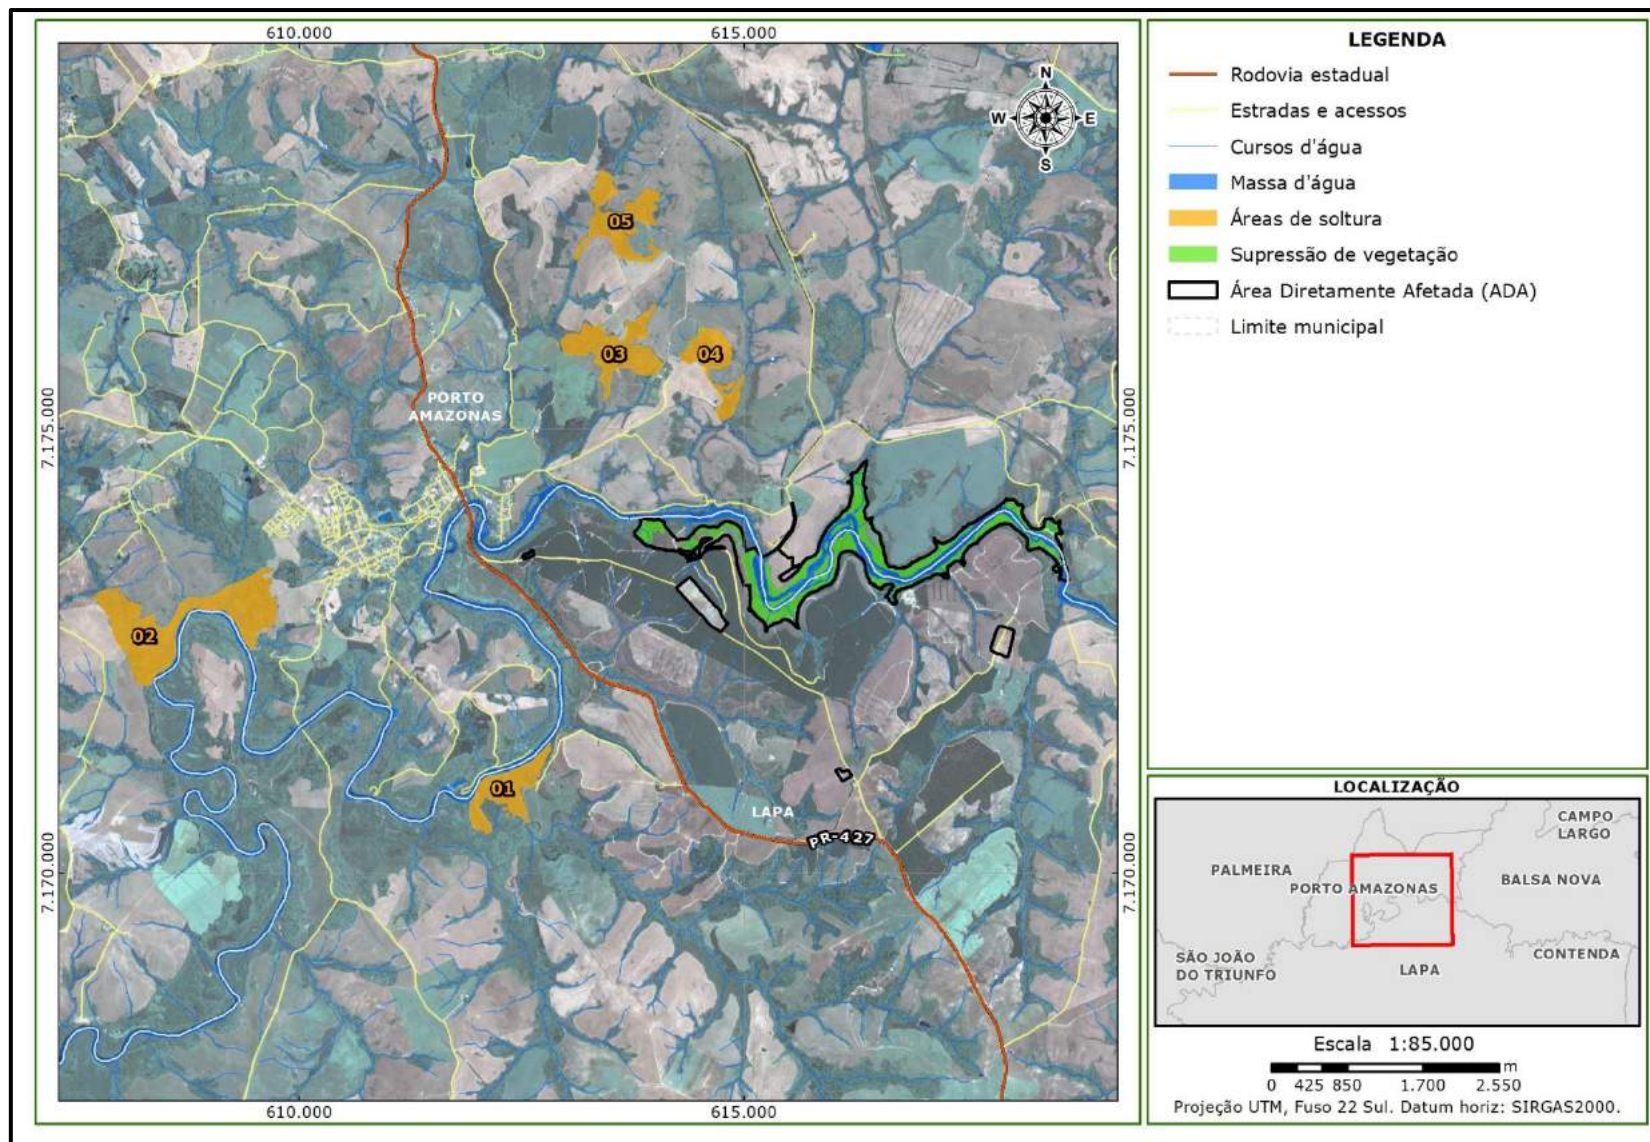 610.000
615.000
7.175.000
7.170.000
7.175.000
7.170.000
610.000
615.000
N
W
E
S
05
03
04
PORTO
AMAZONAS
02
01
LAPA
PR-427
LEGENDA
Rodovia estadual
Estradas e acessos
Cursos d'água
Massa d'água
Áreas de soltura
Supressão de vegetação
Área Diretamente Afetada (ADA)
Limite municipal
LOCALIZAÇÃO
CAMPO
LARGO
PALMEIRA
PORTO AMAZONAS
BALSA NOVA
SÃO JOÃO
DO TRIUNFO
LAPA
CONTENDA
Escala 1:85.000
m
0 425 850 1.700 2.550
Projeção UTM, Fuso 22 Sul. Datum horiz: SIRGAS2000.